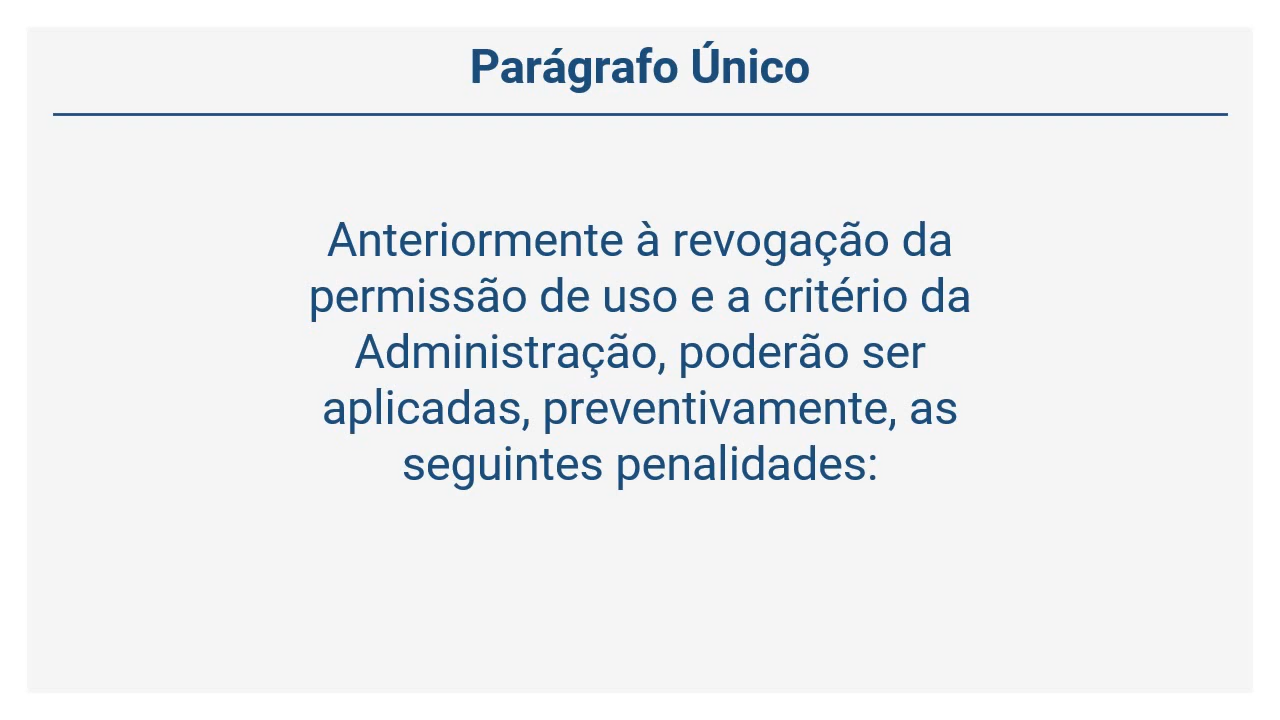 Parágrafo Único
Anteriormente à revogação da
permissão de uso e a critério da
Administração, poderão ser
aplicadas, preventivamente, as
seguintes penalidades: